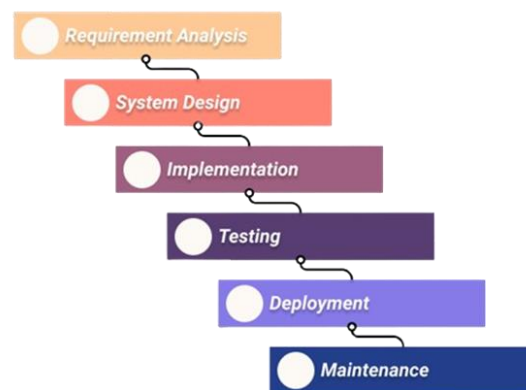 Requirement Analysis
System Design
Implementation
Testing
Deployment
Maintenance